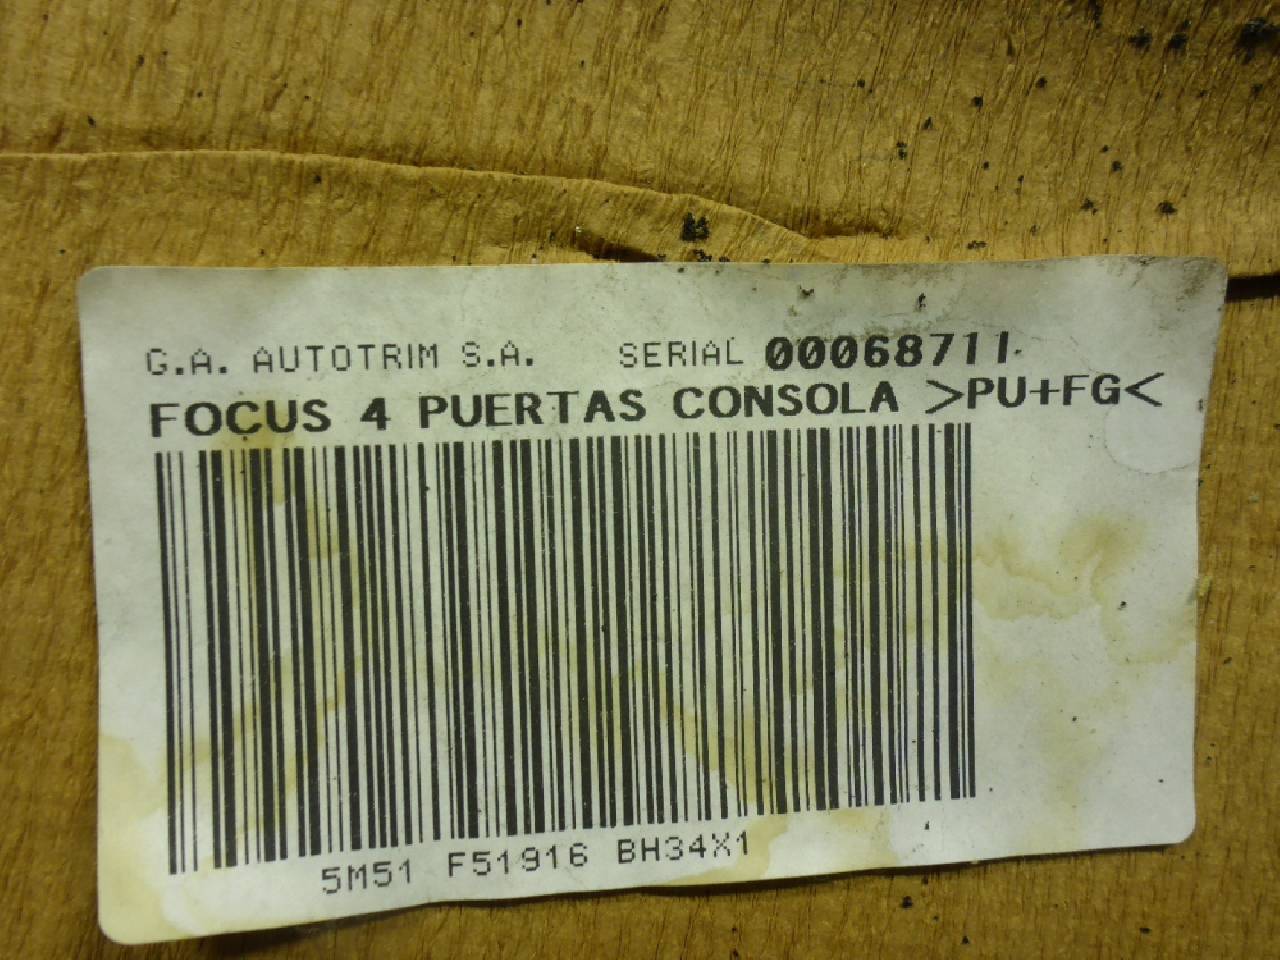 G.A. AUTOTRIM S.A. SERIAL 00068711
FOCUS 4 PUERTAS CONSOLA >PU+FG<
5M51 F51916 BH34X1